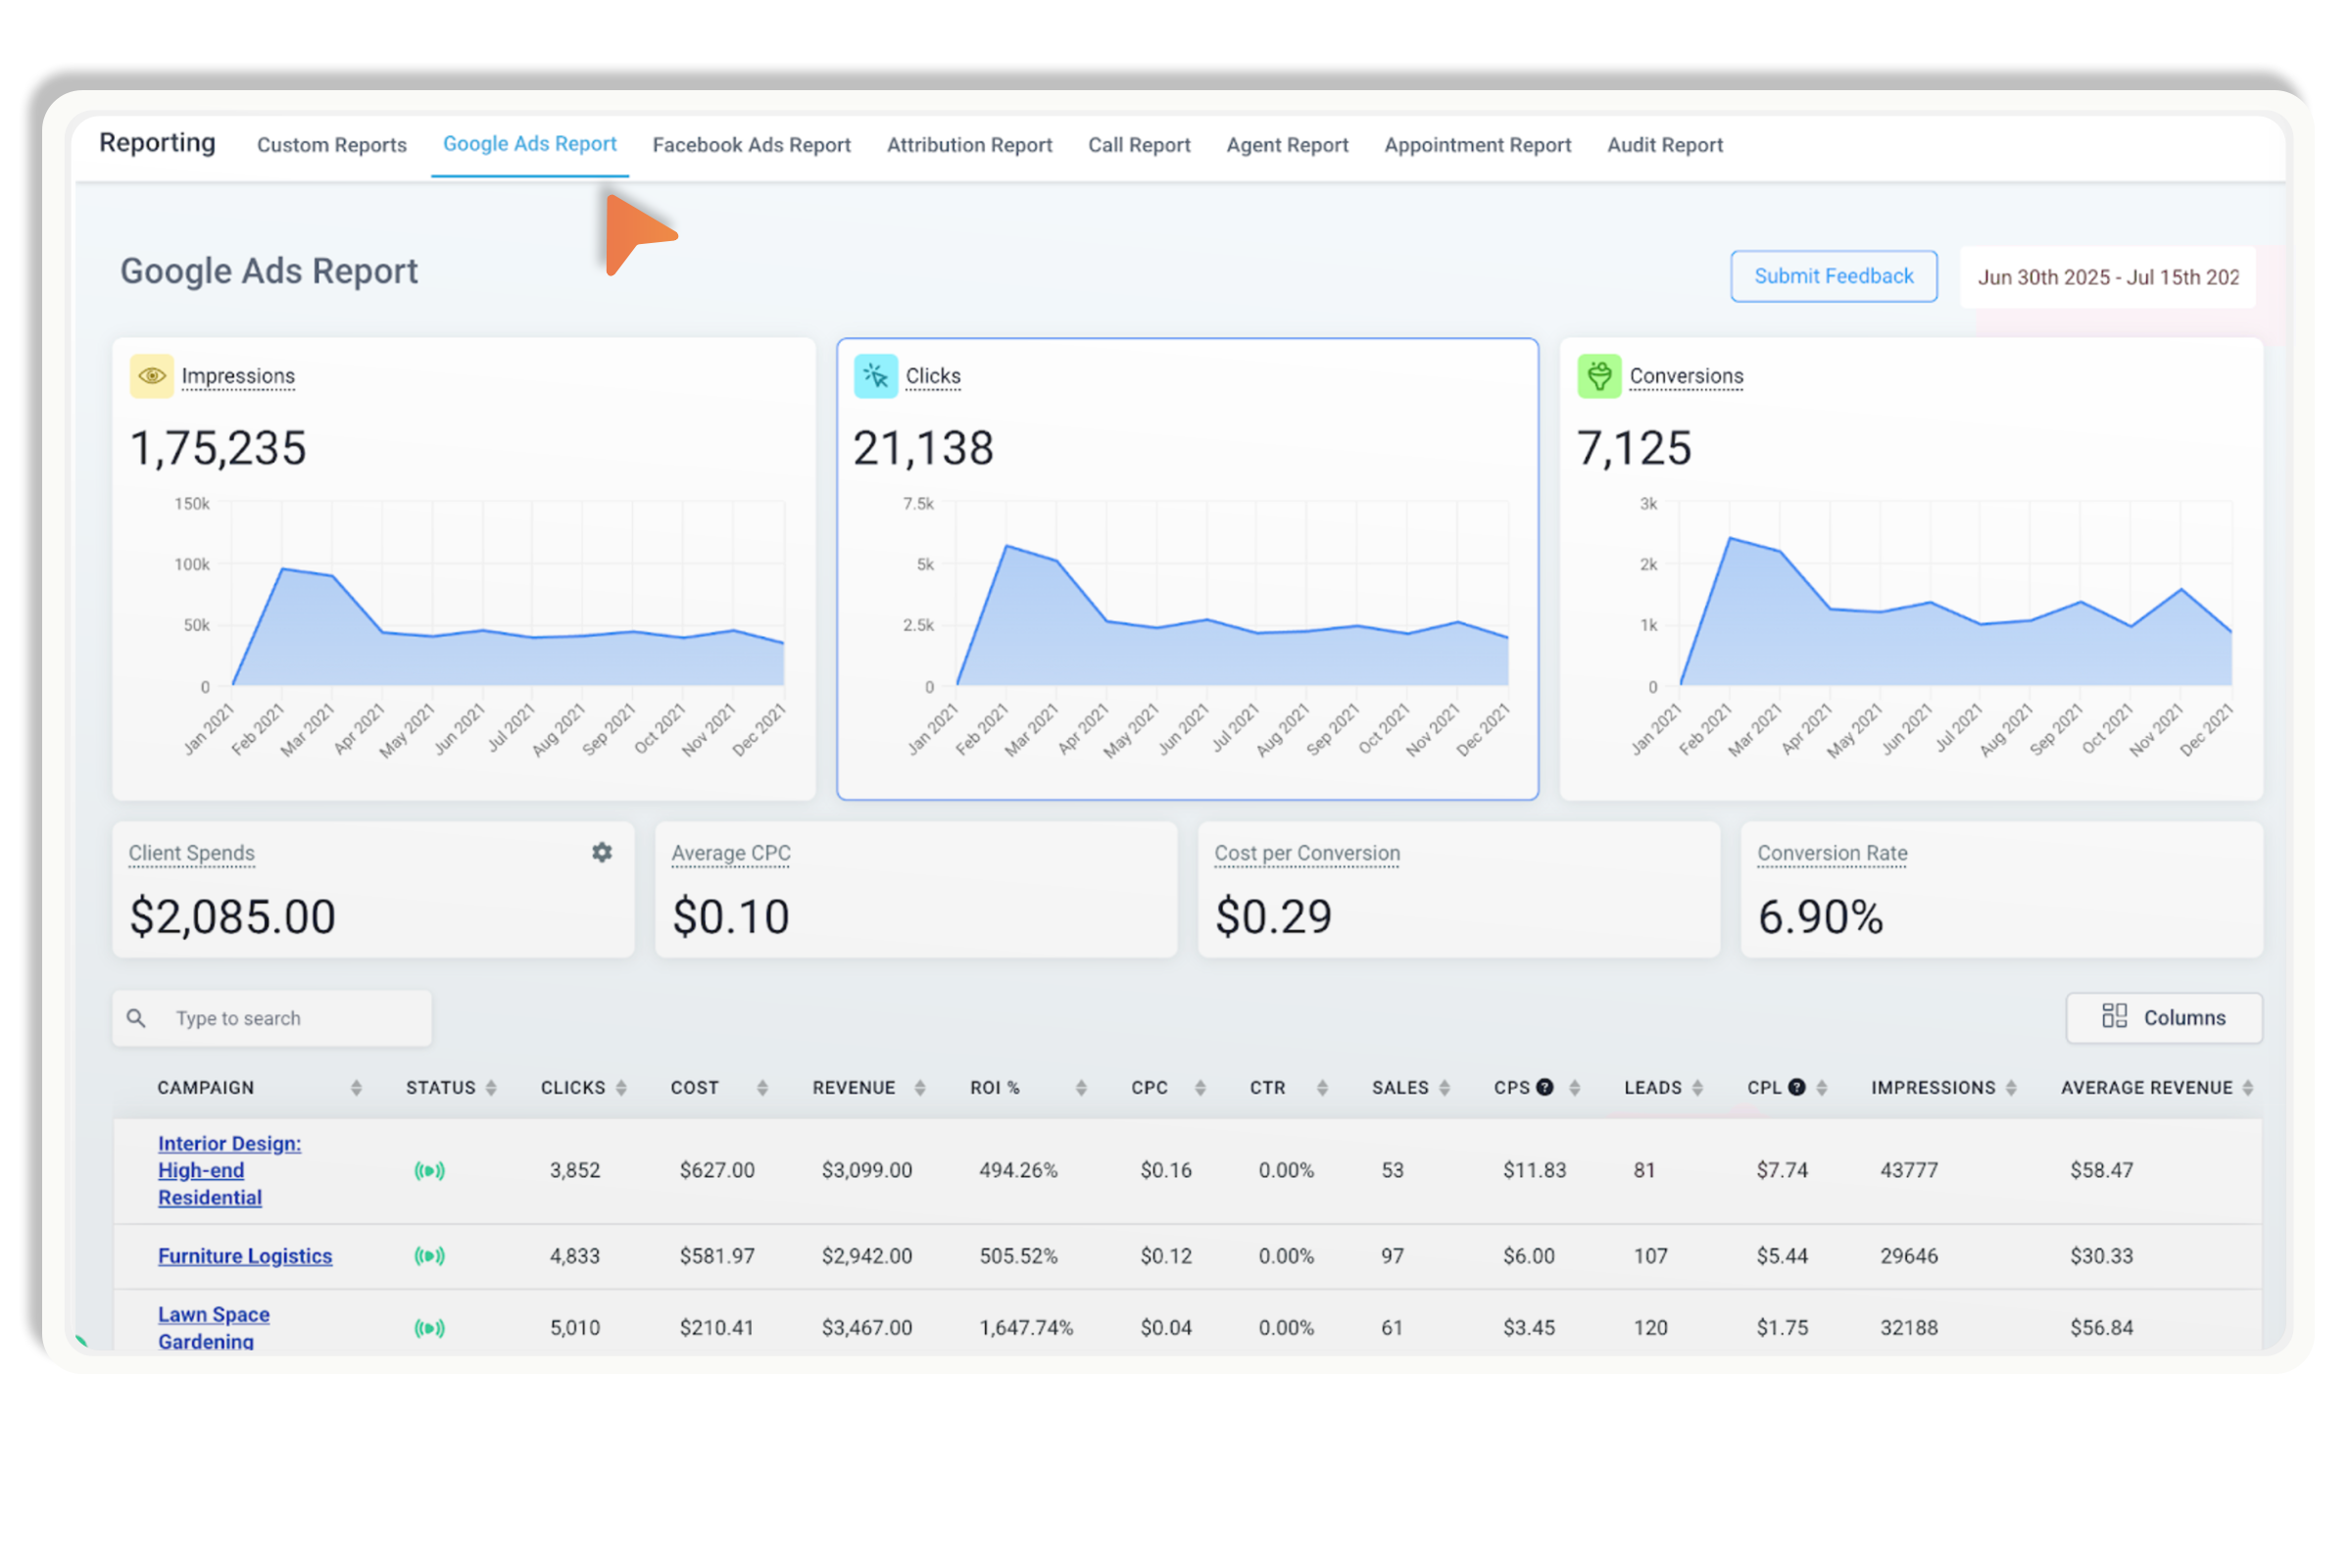 Reporting Custom Reports Google Ads Report Facebook Ads Report Attribution Report Call Report Agent Report Appointment Report Audit Report
Google Ads Report Submit Feedback Jun 30th 2025 - Jul 15th 202
Impressions
1,75,235
150k
100k
50k
0
Jan 2021 Feb 2021 Mar 2021 Apr 2021 May 2021 Jun 2021 Jul 2021 Aug 2021 Sep 2021 Oct 2021 Nov 2021 Dec 2021
Clicks
21,138
7.5k
5k
2.5k
0
Jan 2021 Feb 2021 Mar 2021 Apr 2021 May 2021 Jun 2021 Jul 2021 Aug 2021 Sep 2021 Oct 2021 Nov 2021 Dec 2021
Conversions
7,125
3k
2k
1k
0
Jan 2021 Feb 2021 Mar 2021 Apr 2021 May 2021 Jun 2021 Jul 2021 Aug 2021 Sep 2021 Oct 2021 Nov 2021 Dec 2021
Client Spends
$2,085.00
Average CPC
$0.10
Cost per Conversion
$0.29
Conversion Rate
6.90%
Type to search Columns
CAMPAIGN STATUS CLICKS COST REVENUE ROI % CPC CTR SALES CPS ? LEADS CPL ? IMPRESSIONS AVERAGE REVENUE
Interior Design:
High-end
Residential
3,852 $627.00 $3,099.00 494.26% $0.16 0.00% 53 $11.83 81 $7.74 43777 $58.47
Furniture Logistics 4,833 $581.97 $2,942.00 505.52% $0.12 0.00% 97 $6.00 107 $5.44 29646 $30.33
Lawn Space
Gardening
5,010 $210.41 $3,467.00 1,647.74% $0.04 0.00% 61 $3.45 120 $1.75 32188 $56.84